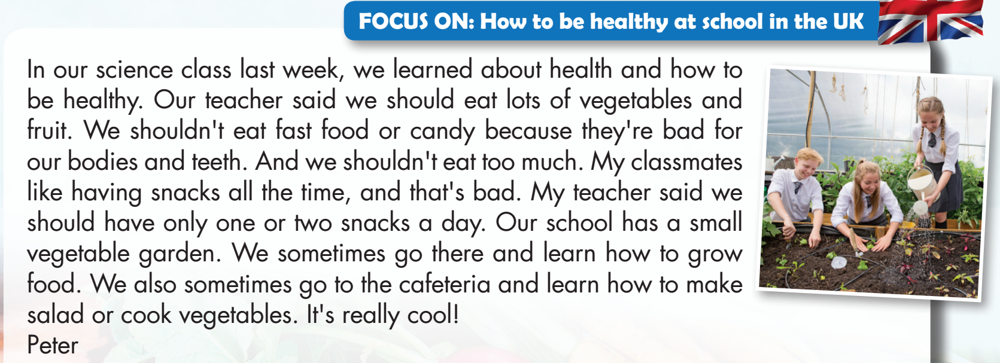 FOCUS ON: How to be healthy at school in the UK
In our science class last week, we learned about health and how to
be healthy. Our teacher said we should eat lots of vegetables and
fruit. We shouldn't eat fast food or candy because they're bad for
our bodies and teeth. And we shouldn't eat too much. My classmates
like having snacks all the time, and that's bad. My teacher said we
should have only one or two snacks a day. Our school has a small
vegetable garden. We sometimes go there and learn how to grow
food. We also sometimes go to the cafeteria and learn how to make
salad or cook vegetables. It's really cool!
Peter